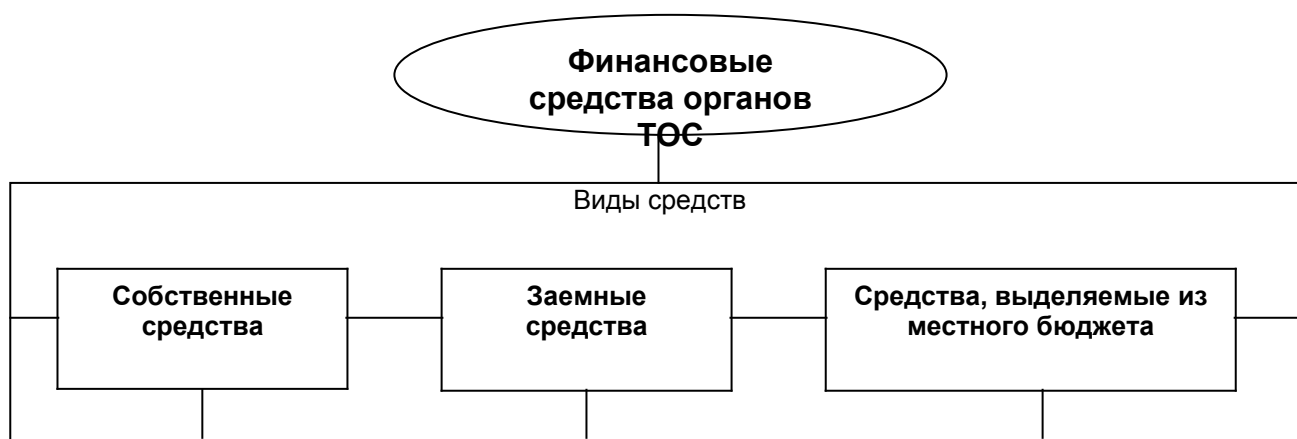 Финансовые
средства органов
ТОС
Виды средств
Собственные
средства
Заемные
средства
Средства, выделяемые из
местного бюджета